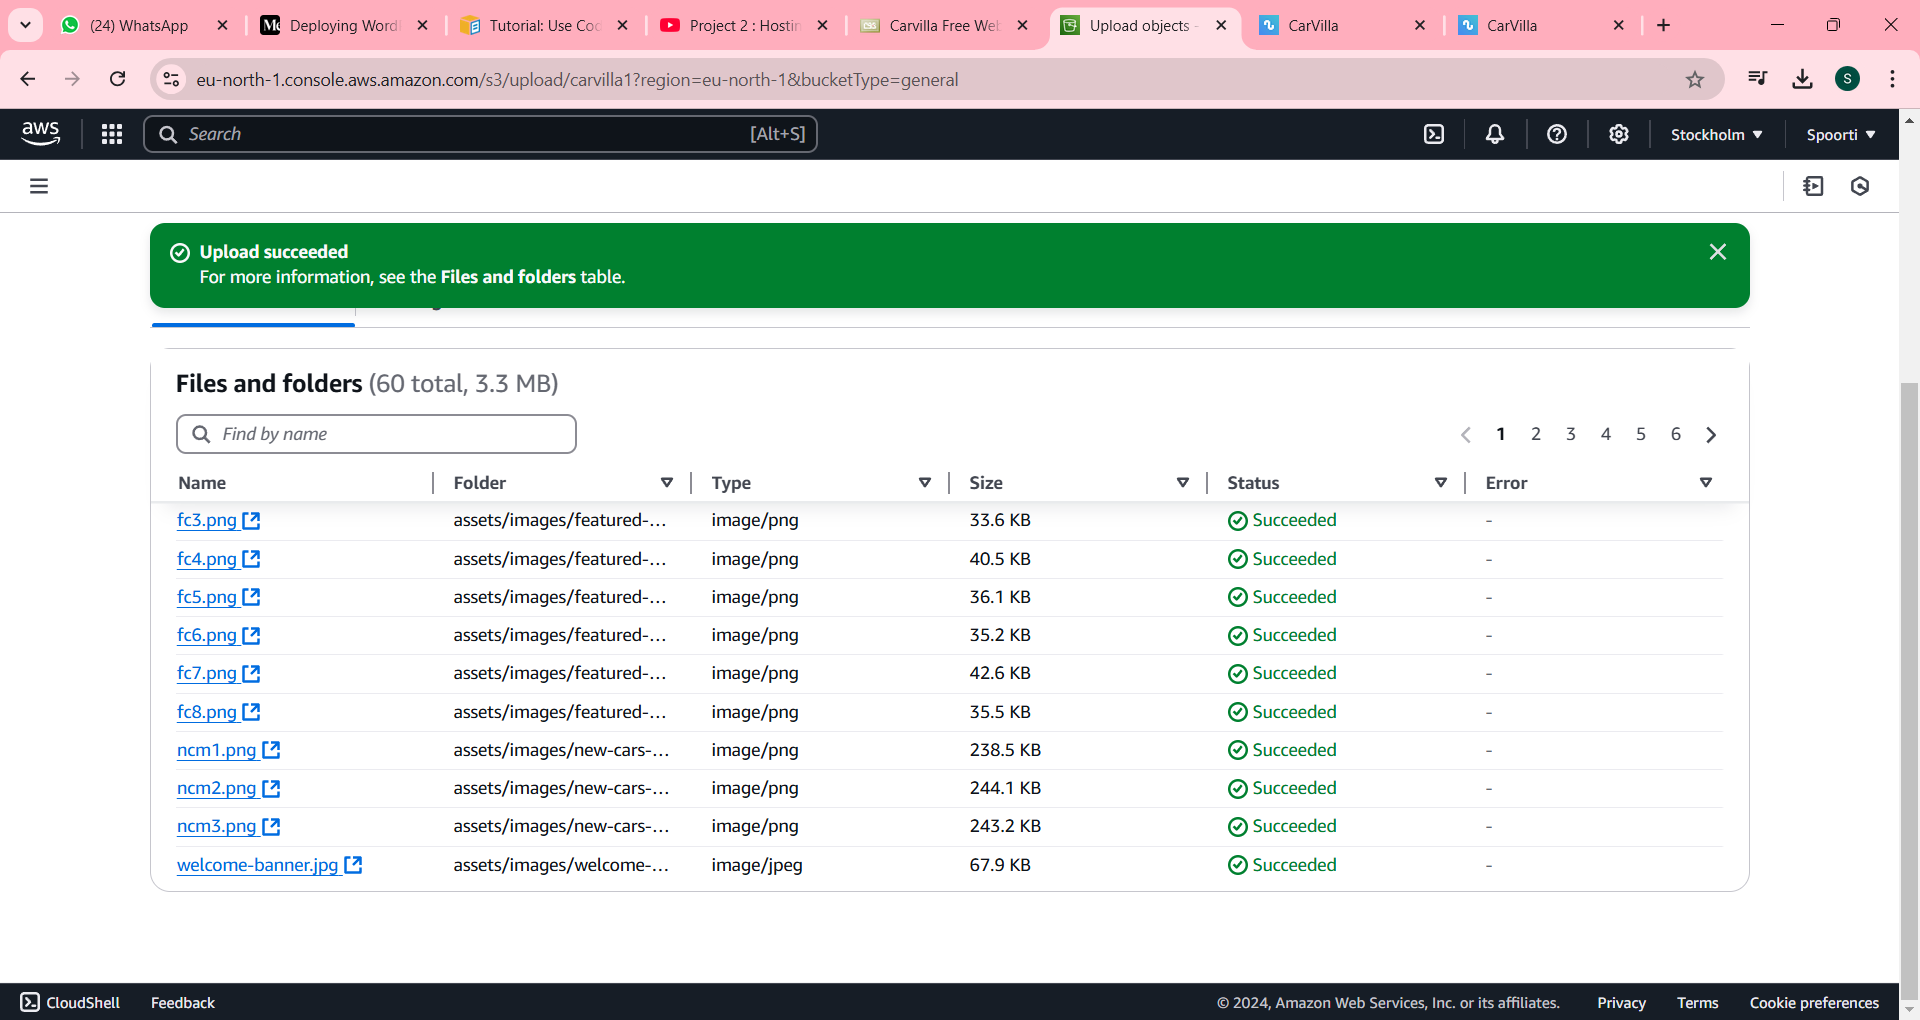 (24) WhatsApp
Deploying Word
Tutorial: Use Coc
Project 2 : Hostin
Carvilla Free Web
Upload objects -
CarVilla
CarVilla
eu-north-1.console.aws.amazon.com/s3/upload/carvilla1?region=eu-north-1&bucketType=general
S
aws
Search
[Alt+S]
Stockholm
Spoorti
Upload succeeded
For more information, see the Files and folders table.
Files and folders (60 total, 3.3 MB)
Find by name
1 2 3 4 5 6
Name Folder Type Size Status Error
fc3.png assets/images/featured-... image/png 33.6 KB Succeeded -
fc4.png assets/images/featured-... image/png 40.5 KB Succeeded -
fc5.png assets/images/featured-... image/png 36.1 KB Succeeded -
fc6.png assets/images/featured-... image/png 35.2 KB Succeeded -
fc7.png assets/images/featured-... image/png 42.6 KB Succeeded -
fc8.png assets/images/featured-... image/png 35.5 KB Succeeded -
ncm1.png assets/images/new-cars-... image/png 238.5 KB Succeeded -
ncm2.png assets/images/new-cars-... image/png 244.1 KB Succeeded -
ncm3.png assets/images/new-cars-... image/png 243.2 KB Succeeded -
welcome-banner.jpg assets/images/welcome-... image/jpeg 67.9 KB Succeeded -
CloudShell Feedback © 2024, Amazon Web Services, Inc. or its affiliates. Privacy Terms Cookie preferences